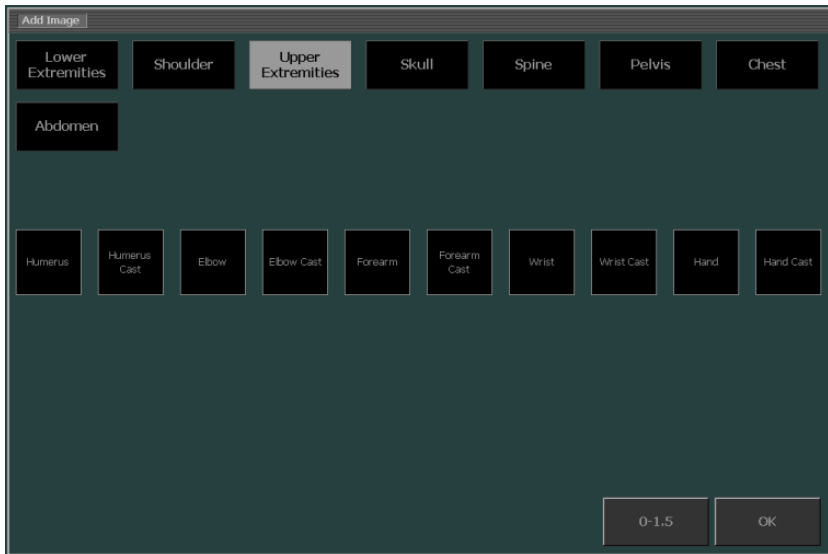 Add Image
Lower
Extremities
Shoulder
Upper
Extremities
Skull
Spine
Pelvis
Chest
Abdomen
Humerus
Humerus
Cast
Elbow
Elbow Cast
Forearm
Forearm
Cast
Wrist
Wrist Cast
Hand
Hand Cast
0-1.5
OK